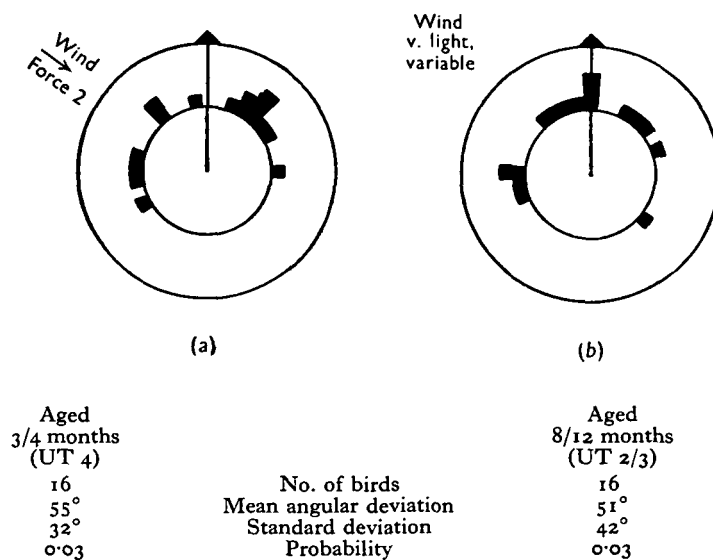 Wind
Force 2
Wind
v. light,
variable
(a)
(b)
Aged
3/4 months
(UT 4)
Aged
8/12 months
(UT 2/3)
16 No. of birds 16
55° Mean angular deviation 51°
32° Standard deviation 42°
0·03 Probability 0·03